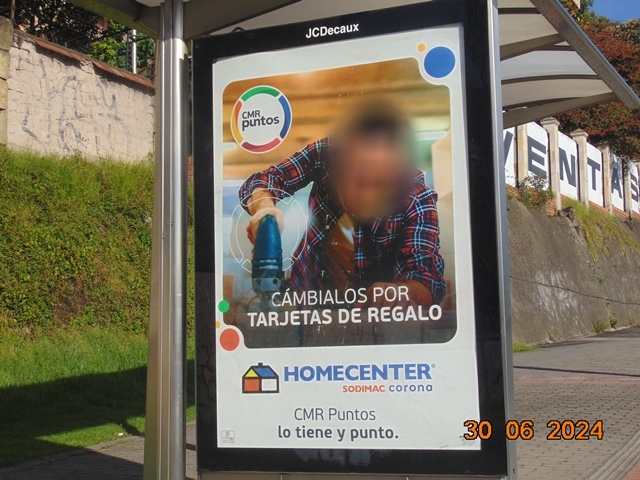 JCDecaux
CMR
puntos
VENTAS
CÁMBIALOS POR
TARJETAS DE REGALO
HOMECENTER
SODIMAC corona
CMR Puntos
lo tiene y punto.
30 06 2024